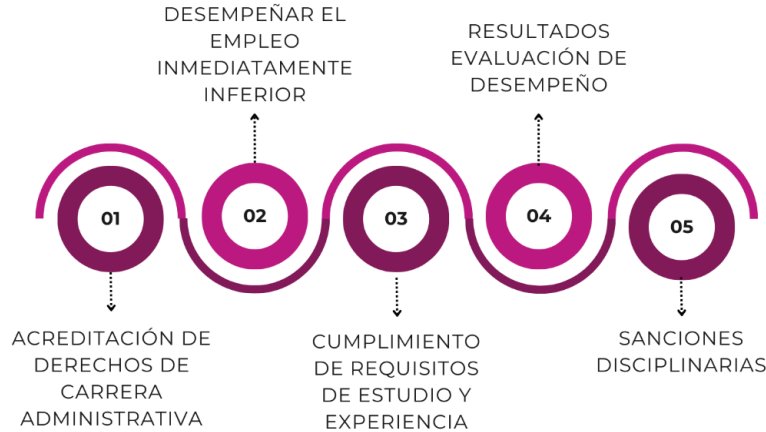 01
ACREDITACIÓN DE
DERECHOS DE
CARRERA
ADMINISTRATIVA
02
DESEMPEÑAR EL
EMPLEO
INMEDIATAMENTE
INFERIOR
03
CUMPLIMIENTO
DE REQUISITOS
DE ESTUDIO Y
EXPERIENCIA
04
RESULTADOS
EVALUACIÓN DE
DESEMPEÑO
05
SANCIONES
DISCIPLINARIAS